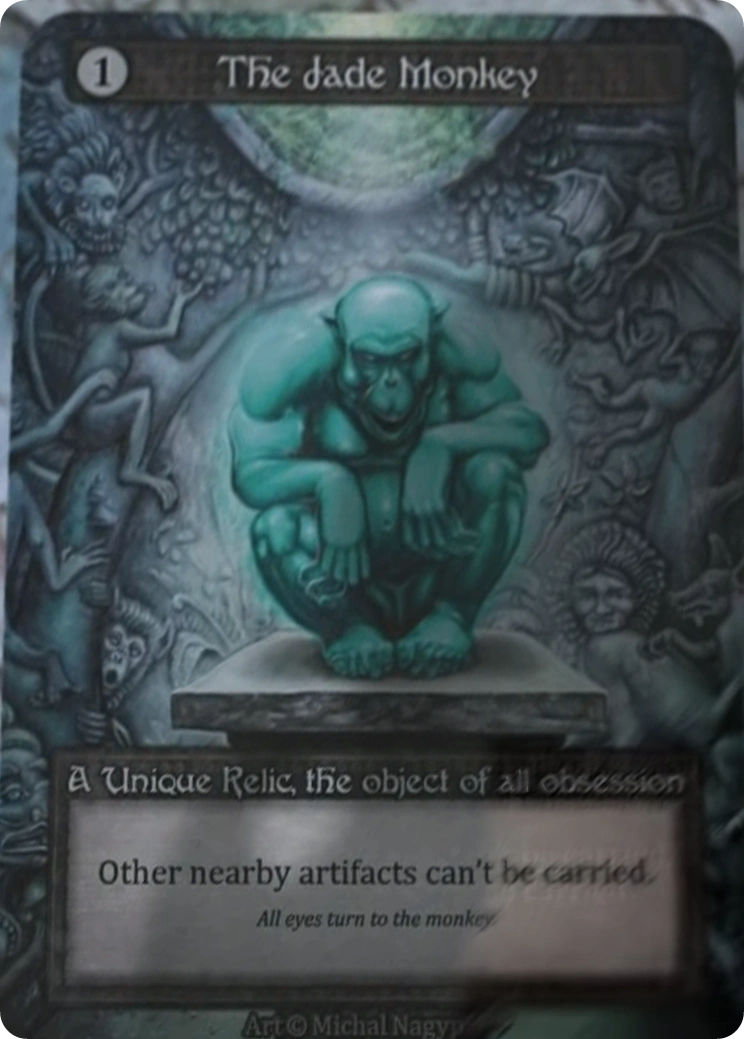 1
The Jade Monkey
A Unique Relic, the object of all obsession
Other nearby artifacts can't be carried.
All eyes turn to the monkey.
Art © Michal Nagyp